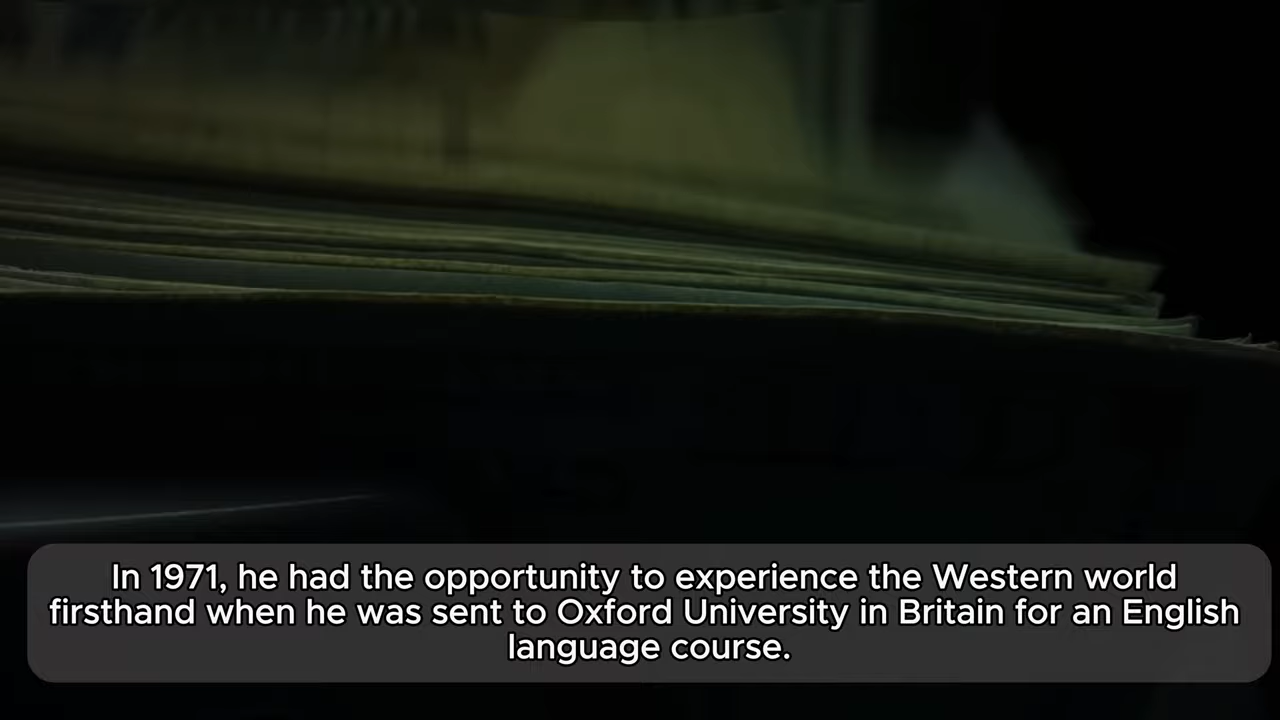 In 1971, he had the opportunity to experience the Western world
firsthand when he was sent to Oxford University in Britain for an English
language course.